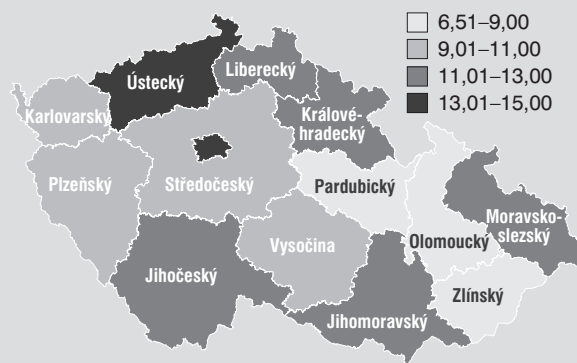 6,51–9,00
9,01–11,00
11,01–13,00
13,01–15,00
Ústecký
Liberecký
Karlovarský
Králové-
hradecký
Plzeňský
Středočeský
Pardubický
Moravsko-
slezský
Olomoucký
Vysočina
Jihočeský
Zlínský
Jihomoravský